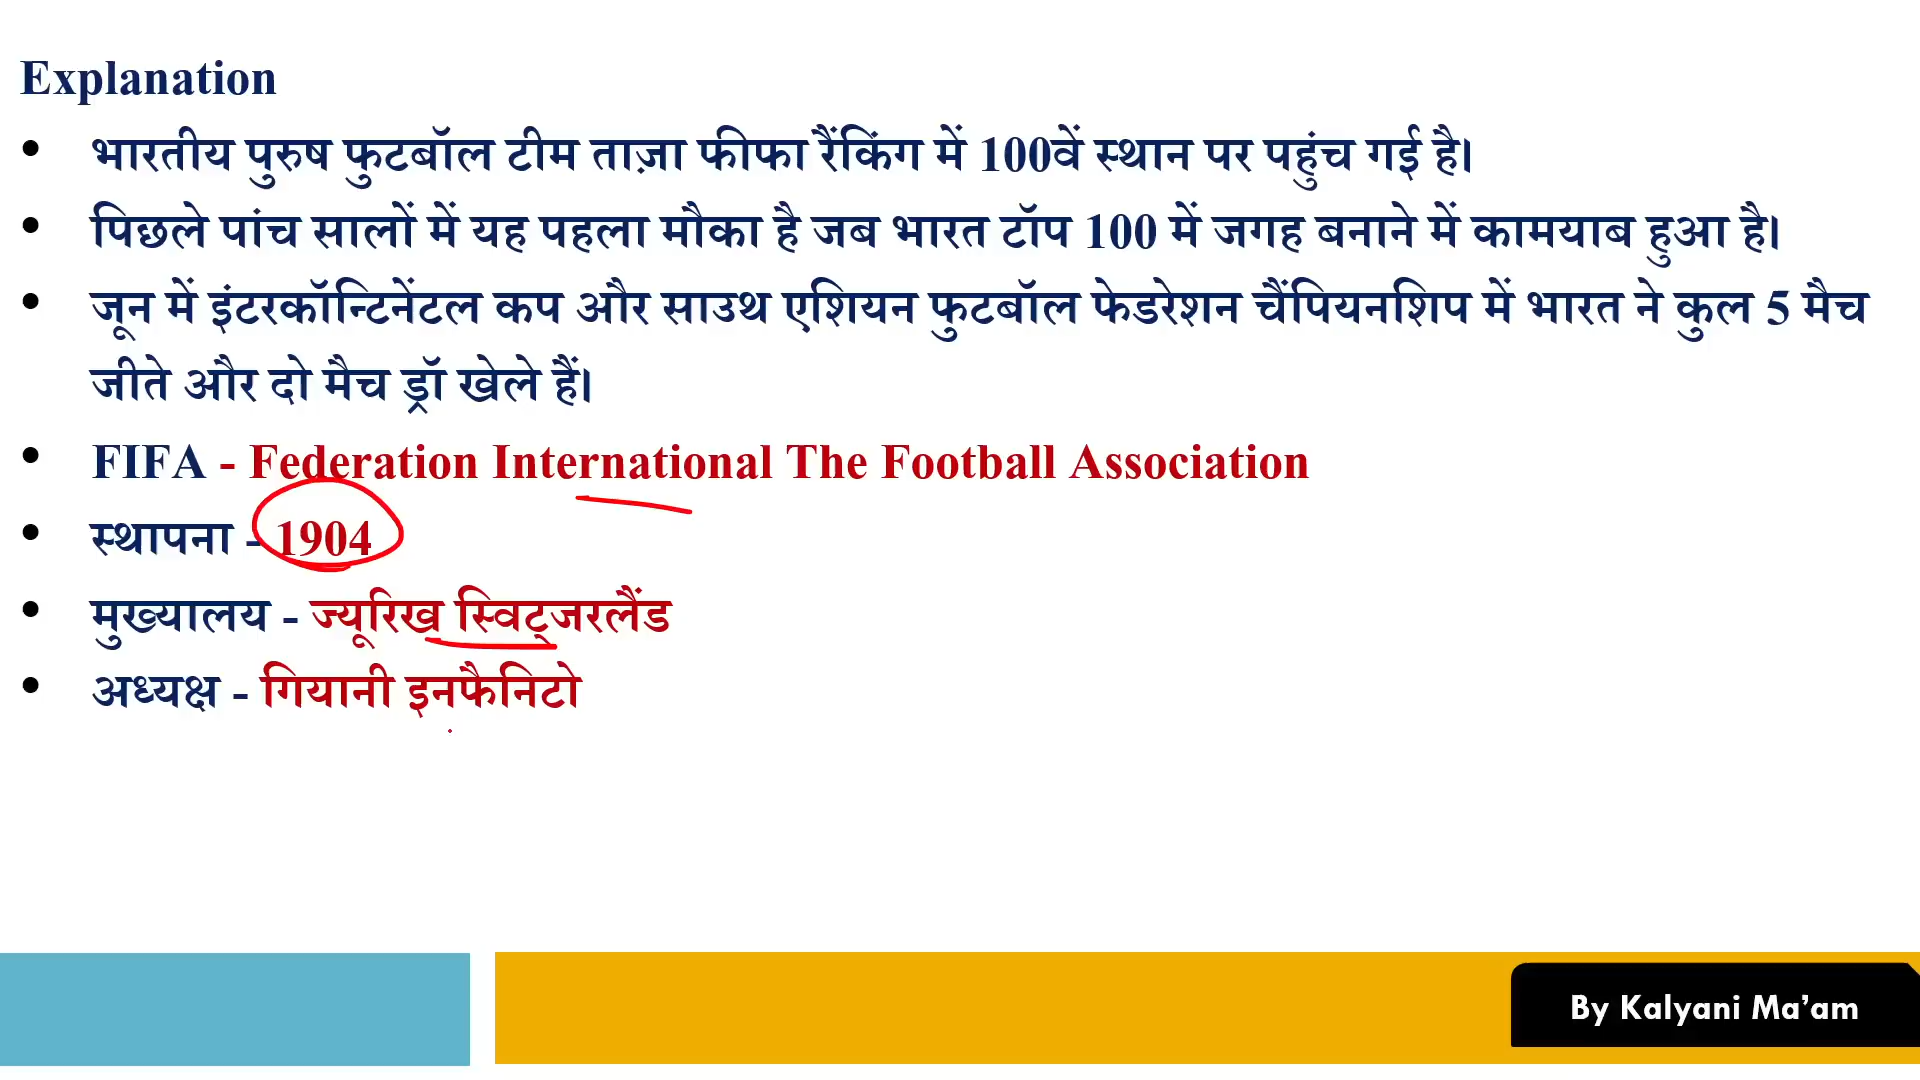 Explanation
• भारतीय पुरुष फुटबॉल टीम ताज़ा फीफा रैंकिंग में 100वें स्थान पर पहुंच गई है।
• पिछले पांच सालों में यह पहला मौका है जब भारत टॉप 100 में जगह बनाने में कामयाब हुआ है।
• जून में इंटरकॉन्टिनेंटल कप और साउथ एशियन फुटबॉल फेडरेशन चैंपियनशिप में भारत ने कुल 5 मैच
जीते और दो मैच ड्रॉ खेले हैं।
• FIFA - Federation International The Football Association
• स्थापना - 1904
• मुख्यालय - ज्यूरिख स्विट्जरलैंड
• अध्यक्ष - गियानी इनफैनिटो
By Kalyani Ma’am